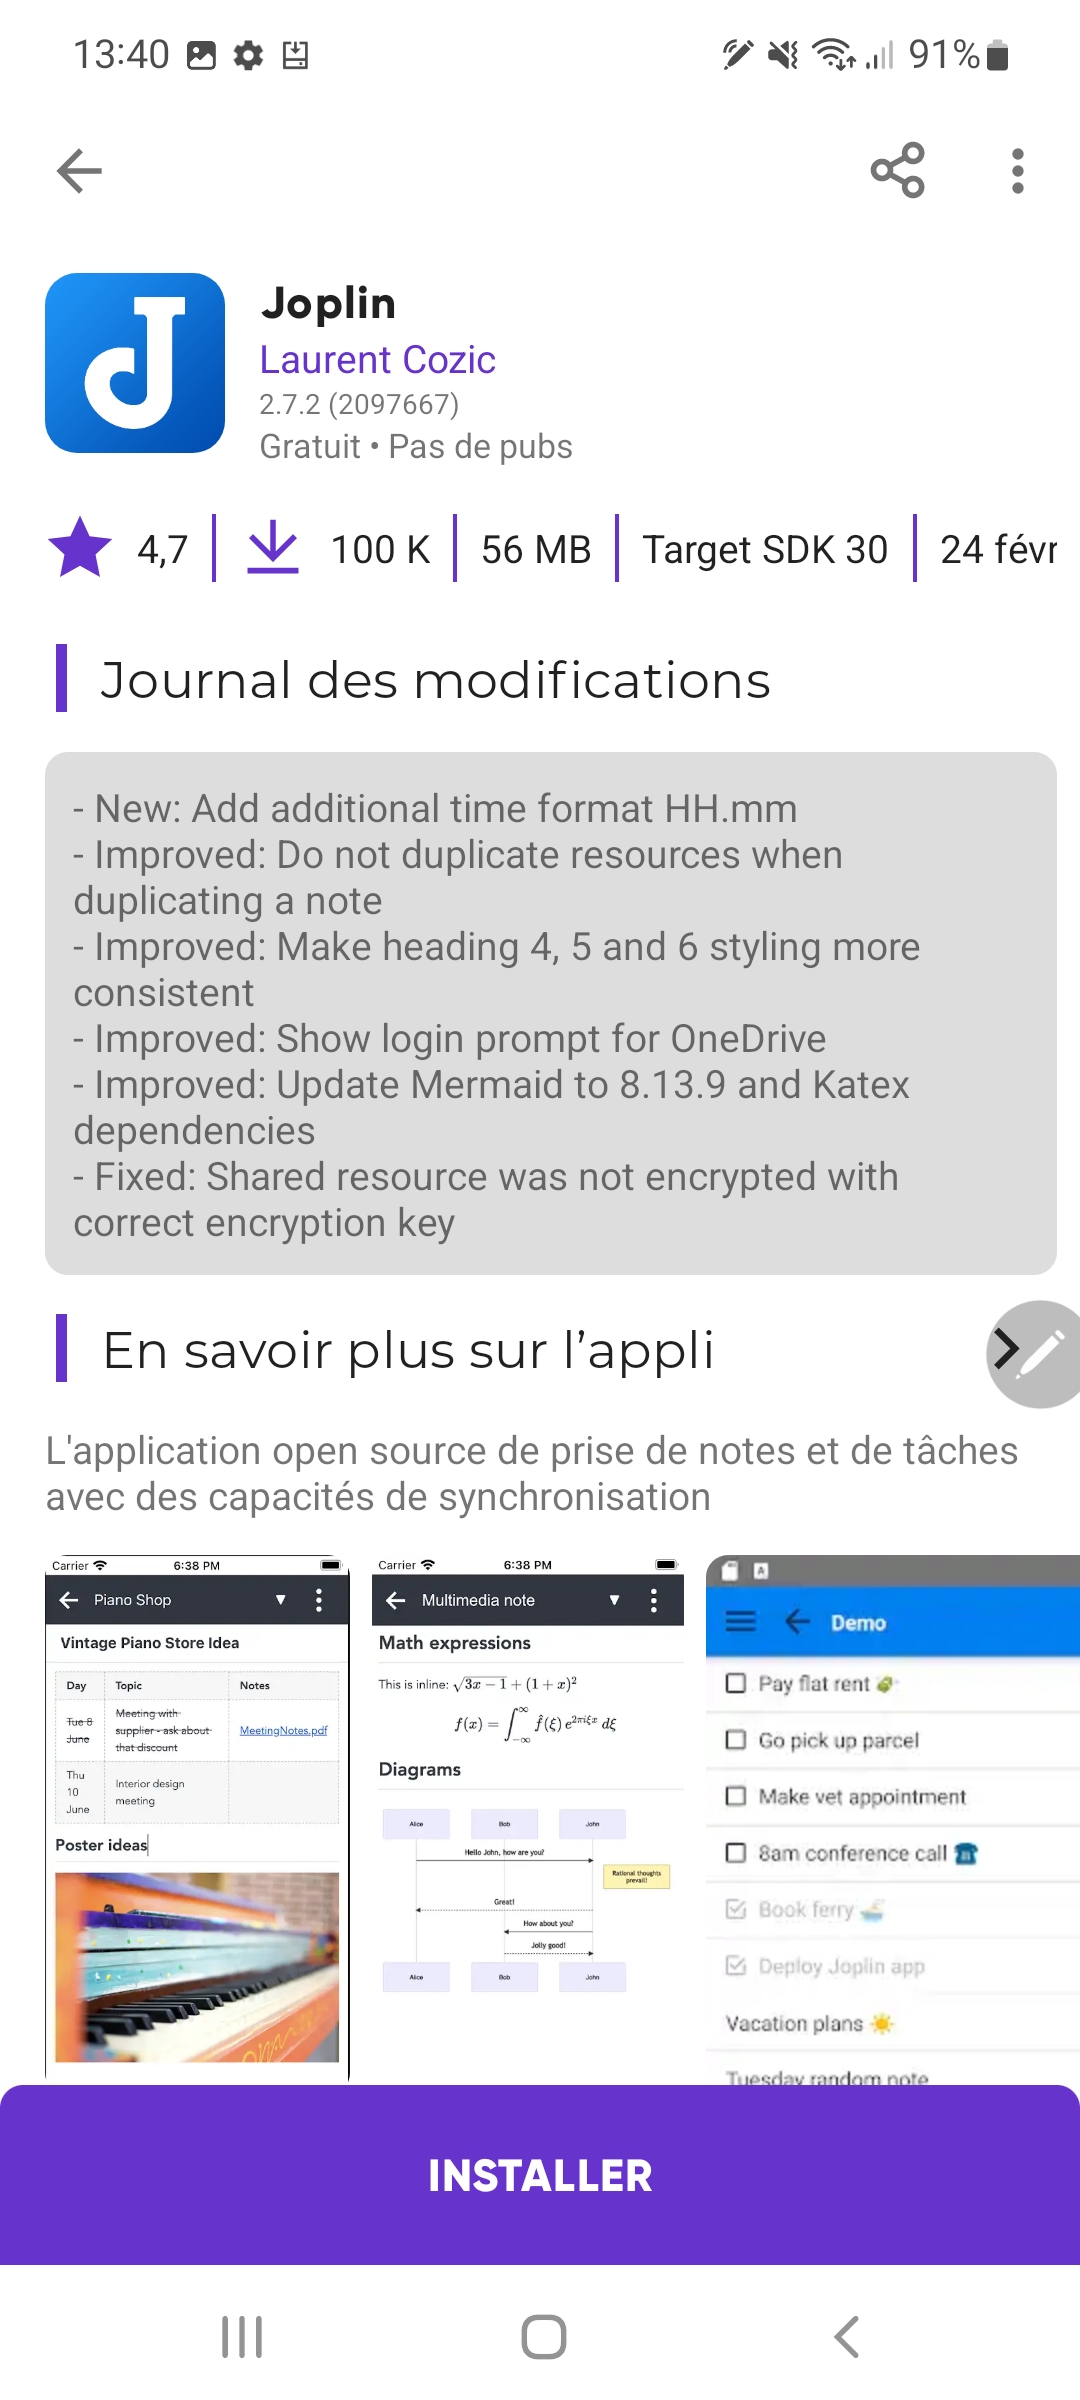 13:40
91%
Joplin
Laurent Cozic
2.7.2 (2097667)
Gratuit • Pas de pubs
4,7
100 K
56 MB
Target SDK 30
24 févr
Journal des modifications
- New: Add additional time format HH.mm
- Improved: Do not duplicate resources when
duplicating a note
- Improved: Make heading 4, 5 and 6 styling more
consistent
- Improved: Show login prompt for OneDrive
- Improved: Update Mermaid to 8.13.9 and Katex
dependencies
- Fixed: Shared resource was not encrypted with
correct encryption key
En savoir plus sur l’appli
L'application open source de prise de notes et de tâches
avec des capacités de synchronisation
Carrier 6:38 PM
Piano Shop
Vintage Piano Store Idea
Day Topic Notes
Tue 8
June
Meeting with
supplier - ask about
that discount
MeetingNotes.pdf
Thu
10
June
Interior design
meeting
Poster ideas
Carrier 6:38 PM
Multimedia note
Math expressions
This is inline: √3x − 1 + (1 + x)²
f(x) = ∫_{−∞}^{∞} f̂(ξ) e^{2πiξx} dξ
Diagrams
Alice Bob John
Hello John, how are you?
Rational thoughts
prevail!
Great!
How about you?
Jolly good!
Alice Bob John
A
Demo
Pay flat rent
Go pick up parcel
Make vet appointment
8am conference call
Book ferry
Deploy Joplin app
Vacation plans
Tuesday random note
INSTALLER